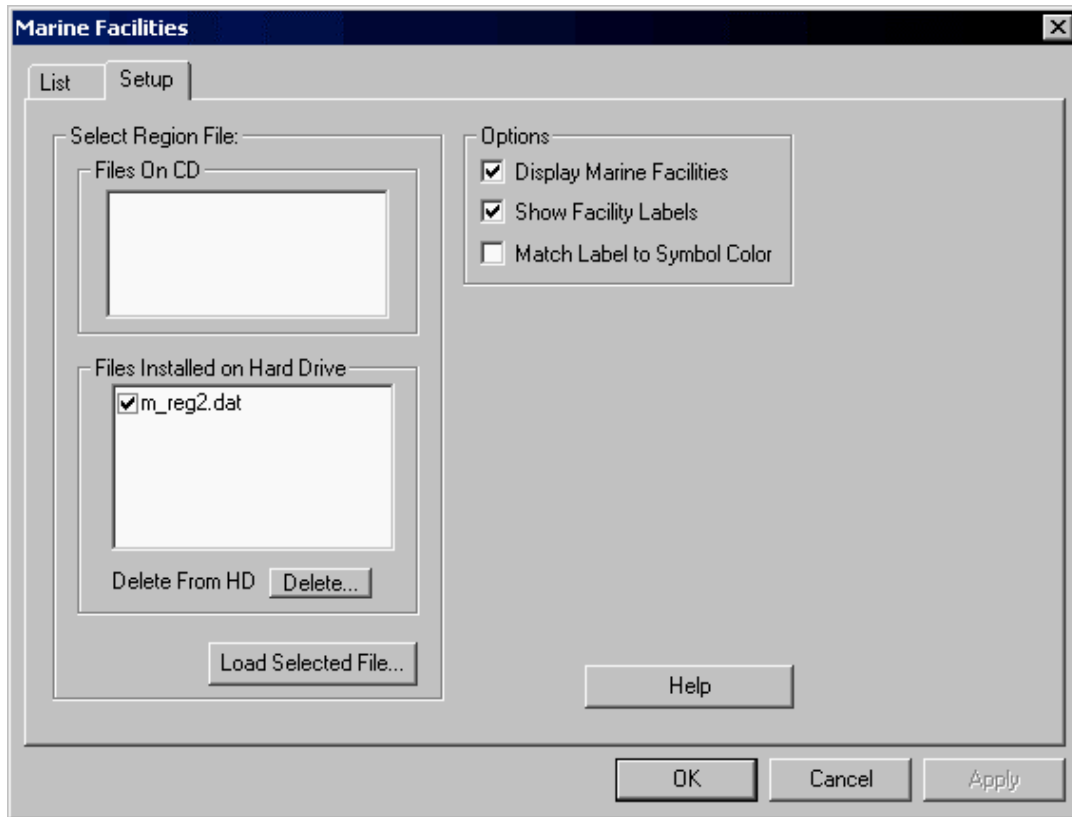 Marine Facilities
List
Setup
Select Region File:
Files On CD
Files Installed on Hard Drive
m_reg2.dat
Delete From HD
Delete...
Load Selected File...
Options
Display Marine Facilities
Show Facility Labels
Match Label to Symbol Color
Help
OK
Cancel
Apply